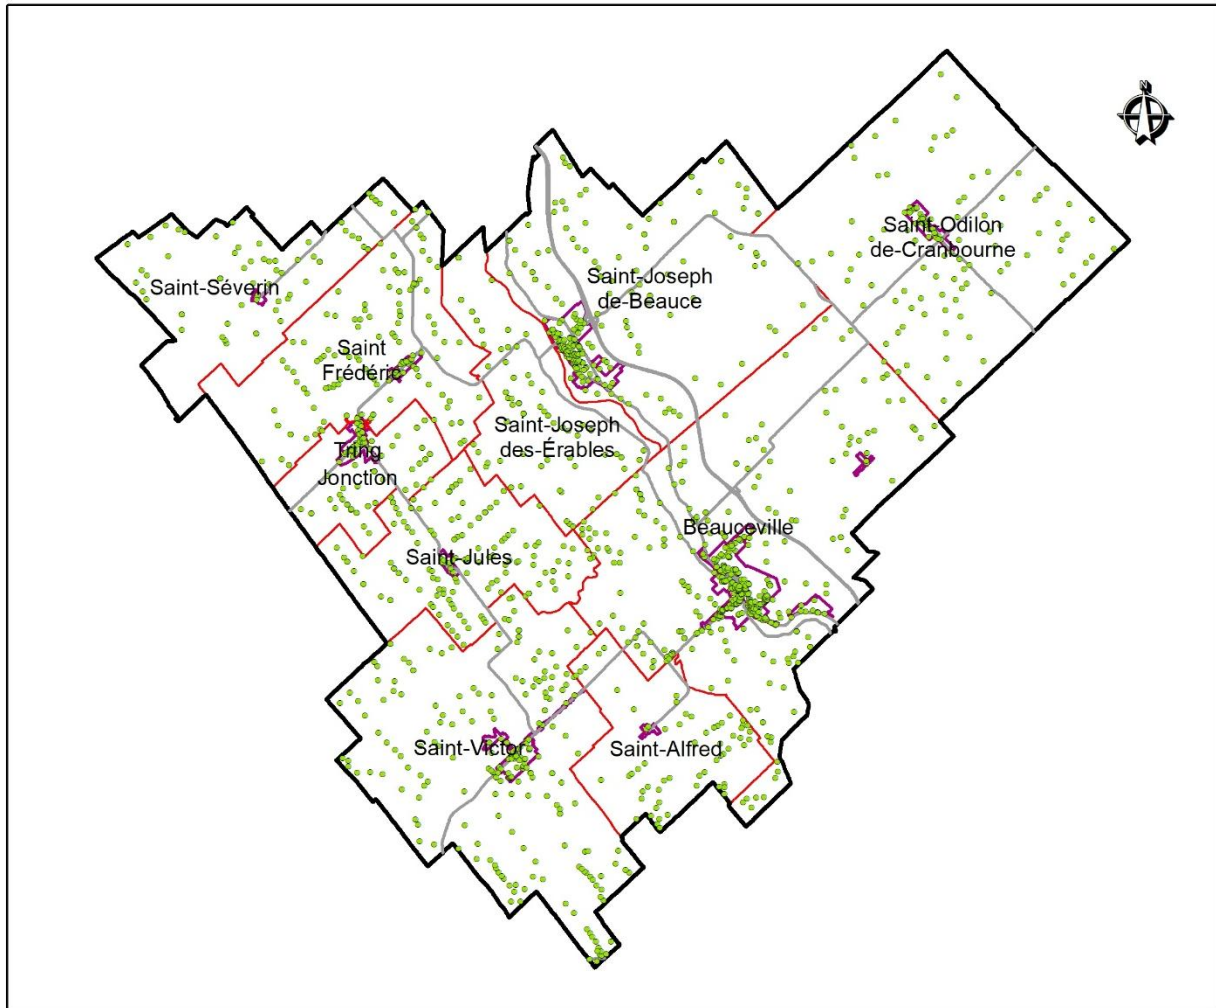 N
Saint-Odilon
de-Cranbourne
Saint-Séverin
Saint-Joseph
de-Beauce
Saint
Frédéric
Saint-Joseph
des-Érables
Tring
Jonction
Beauceville
Saint-Jules
Saint-Victor
Saint-Alfred